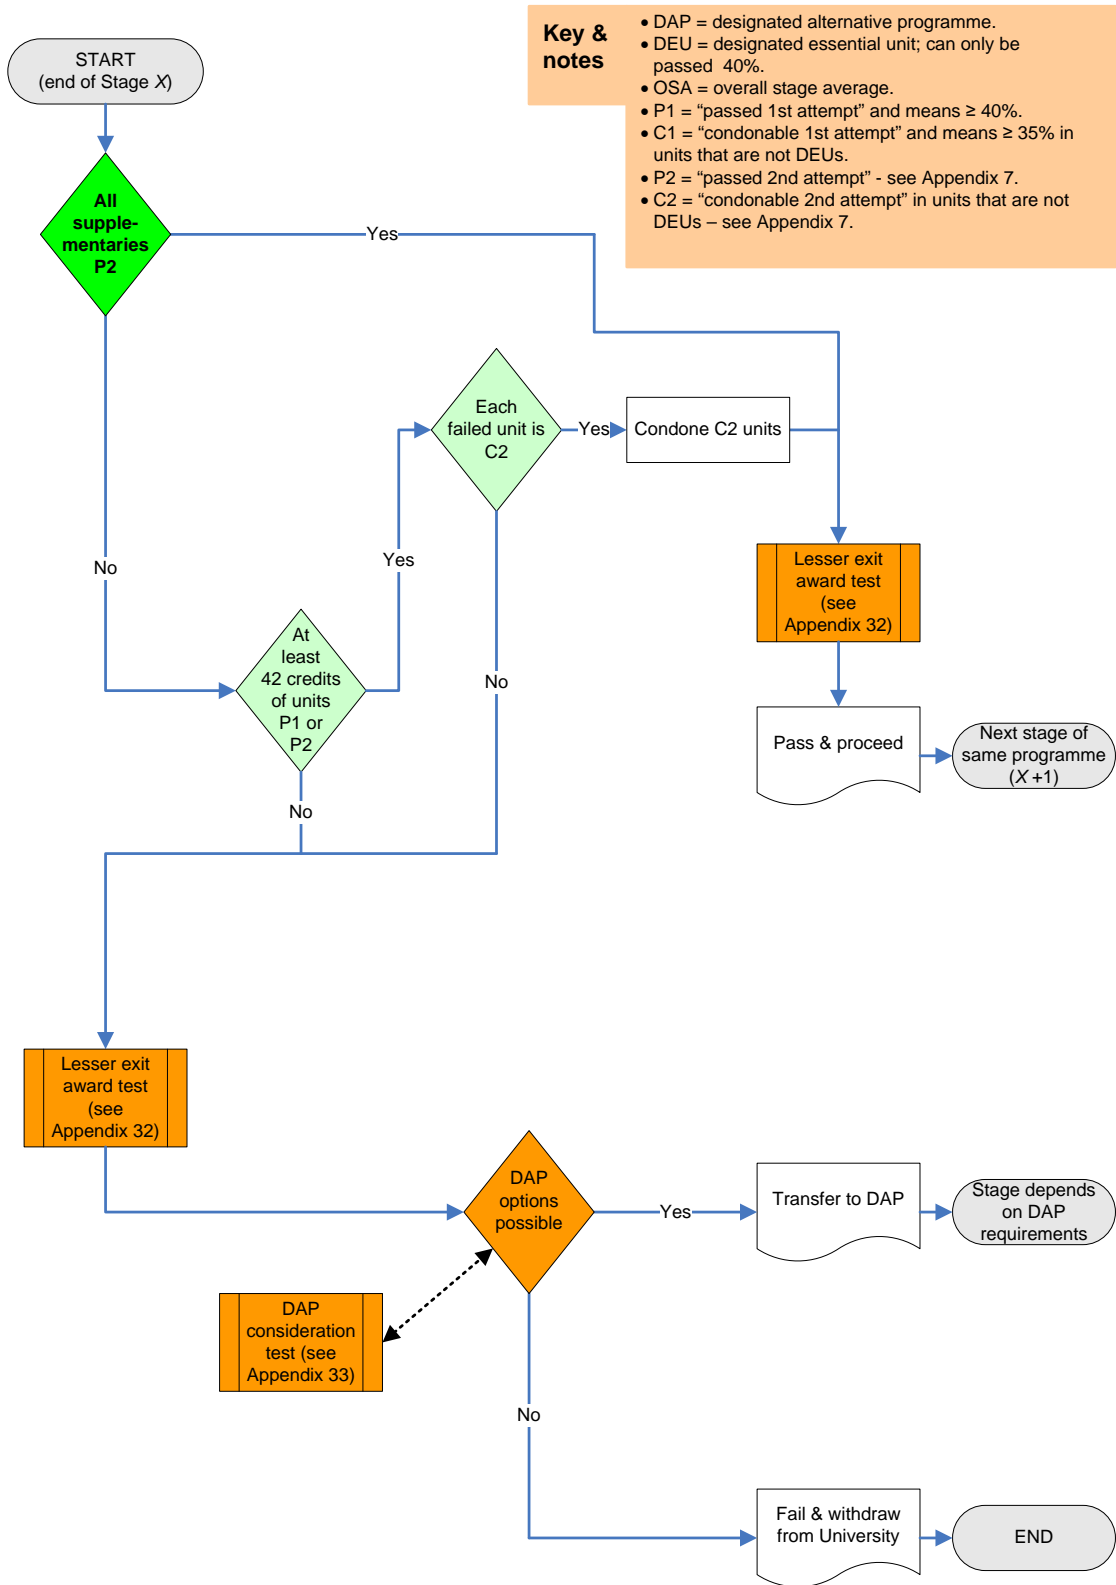 Key &
notes
• DAP = designated alternative programme.
• DEU = designated essential unit; can only be
passed  40%.
• OSA = overall stage average.
• P1 = “passed 1st attempt” and means ≥ 40%.
• C1 = “condonable 1st attempt” and means ≥ 35% in
units that are not DEUs.
• P2 = “passed 2nd attempt” - see Appendix 7.
• C2 = “condonable 2nd attempt” in units that are not
DEUs – see Appendix 7.
START
(end of Stage X)
All
supple-
mentaries
P2
Yes
No
At
least
42 credits
of units
P1 or
P2
Yes
No
Each
failed unit is
C2
Yes
No
Condone C2 units
Lesser exit
award test
(see
Appendix 32)
Pass & proceed
Next stage of
same programme
(X +1)
Lesser exit
award test
(see
Appendix 32)
DAP
options
possible
Yes
Transfer to DAP
Stage depends
on DAP
requirements
DAP
consideration
test (see
Appendix 33)
No
Fail & withdraw
from University
END